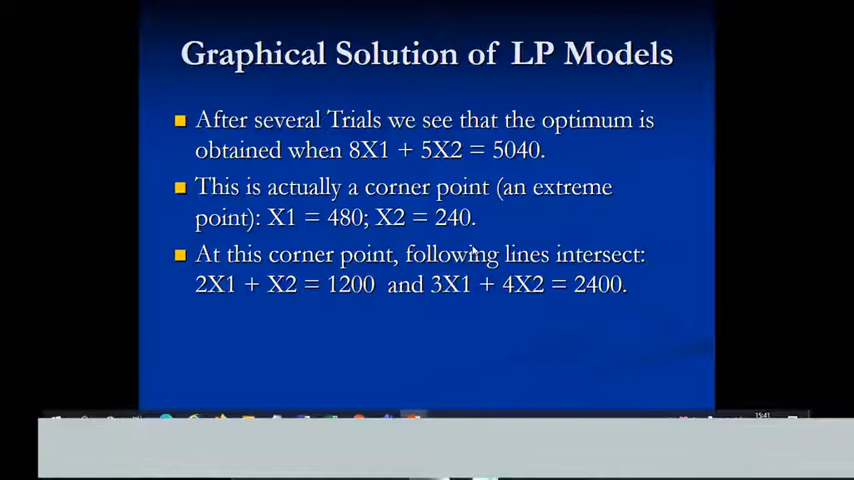 Graphical Solution of LP Models
After several Trials we see that the optimum is
obtained when 8X1 + 5X2 = 5040.
This is actually a corner point (an extreme
point): X1 = 480; X2 = 240.
At this corner point, following lines intersect:
2X1 + X2 = 1200 and 3X1 + 4X2 = 2400.
15:41